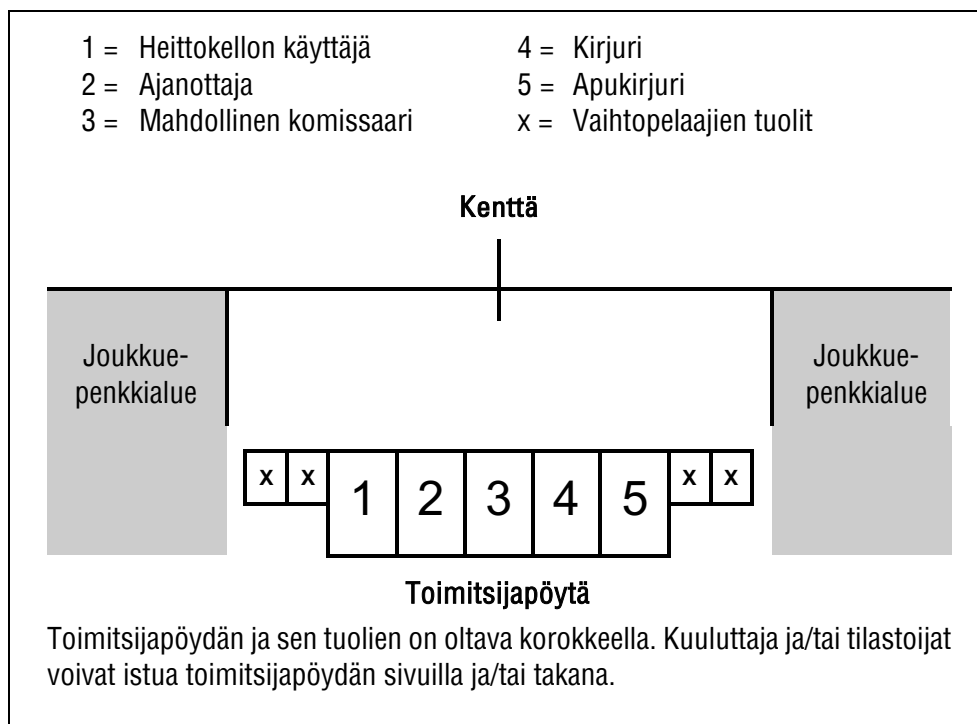 1 = Heittokellon käyttäjä
2 = Ajanottaja
3 = Mahdollinen komissaari
4 = Kirjuri
5 = Apukirjuri
x = Vaihtopelaajien tuolit
Kenttä
Joukkue-
penkkialue
Joukkue-
penkkialue
x x 1 2 3 4 5 x x
Toimitsijapöytä
Toimitsijapöydän ja sen tuolien on oltava korokkeella. Kuuluttaja ja/tai tilastoijat
voivat istua toimitsijapöydän sivuilla ja/tai takana.